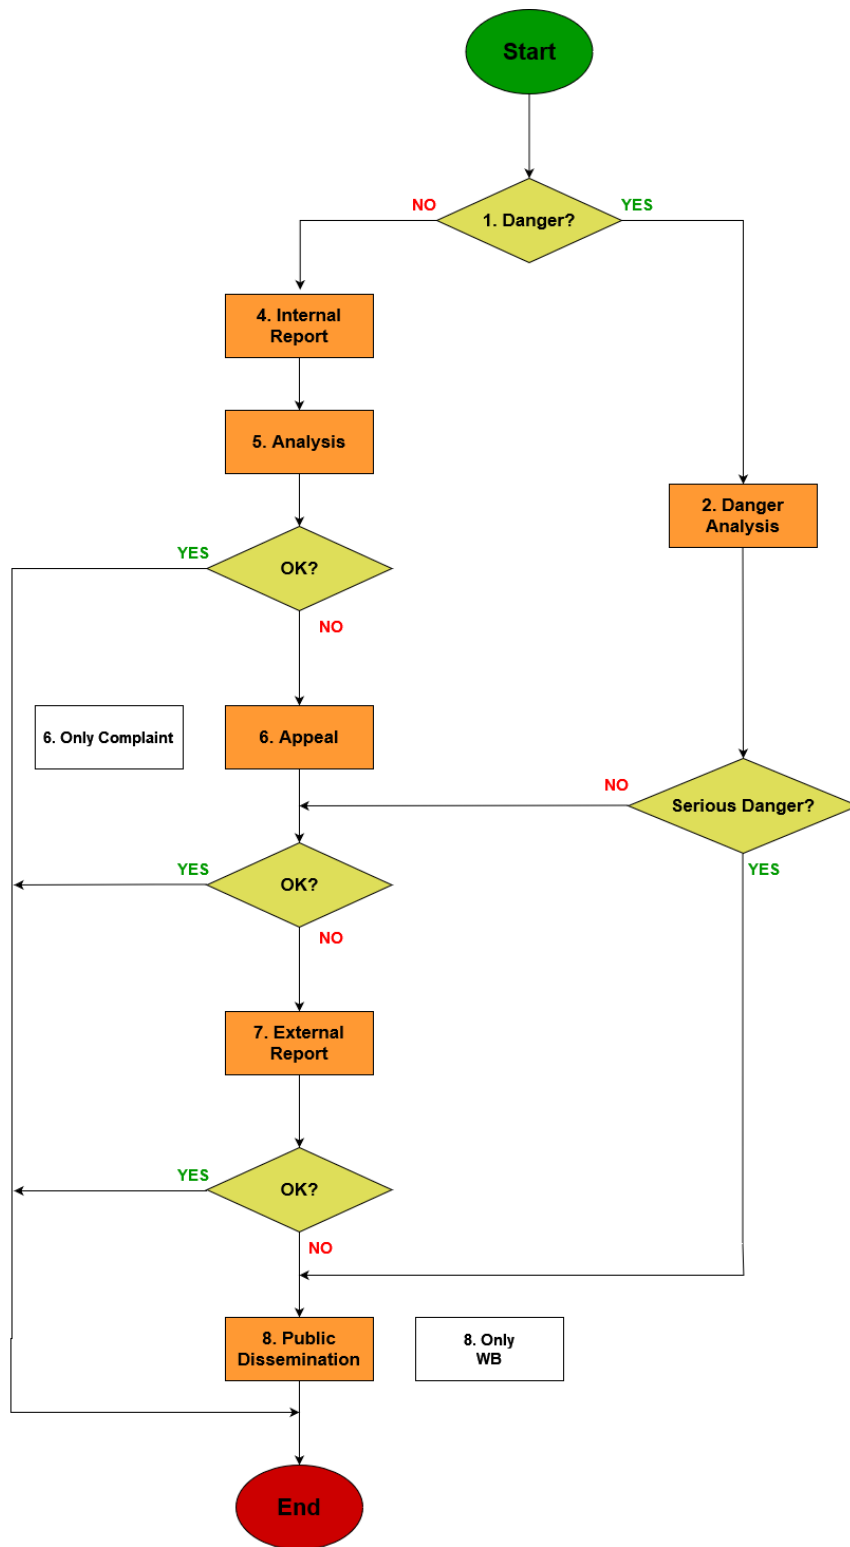 Start
NO
YES
1. Danger?
4. Internal
Report
5. Analysis
2. Danger
Analysis
YES
OK?
NO
6. Only Complaint
6. Appeal
NO
Serious Danger?
YES
OK?
YES
NO
7. External
Report
YES
OK?
NO
8. Public
Dissemination
8. Only
WB
End